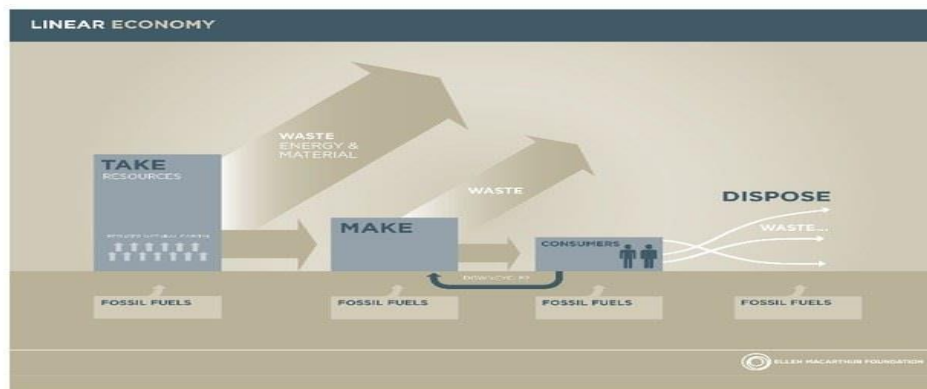 LINEAR ECONOMY
TAKE
RESOURCES
WASTE
ENERGY &
MATERIAL
MAKE
WASTE
CONSUMERS
DISPOSE
WASTE...
FOSSIL FUELS
FOSSIL FUELS
FOSSIL FUELS
FOSSIL FUELS
ELLEN MACARTHUR FOUNDATION